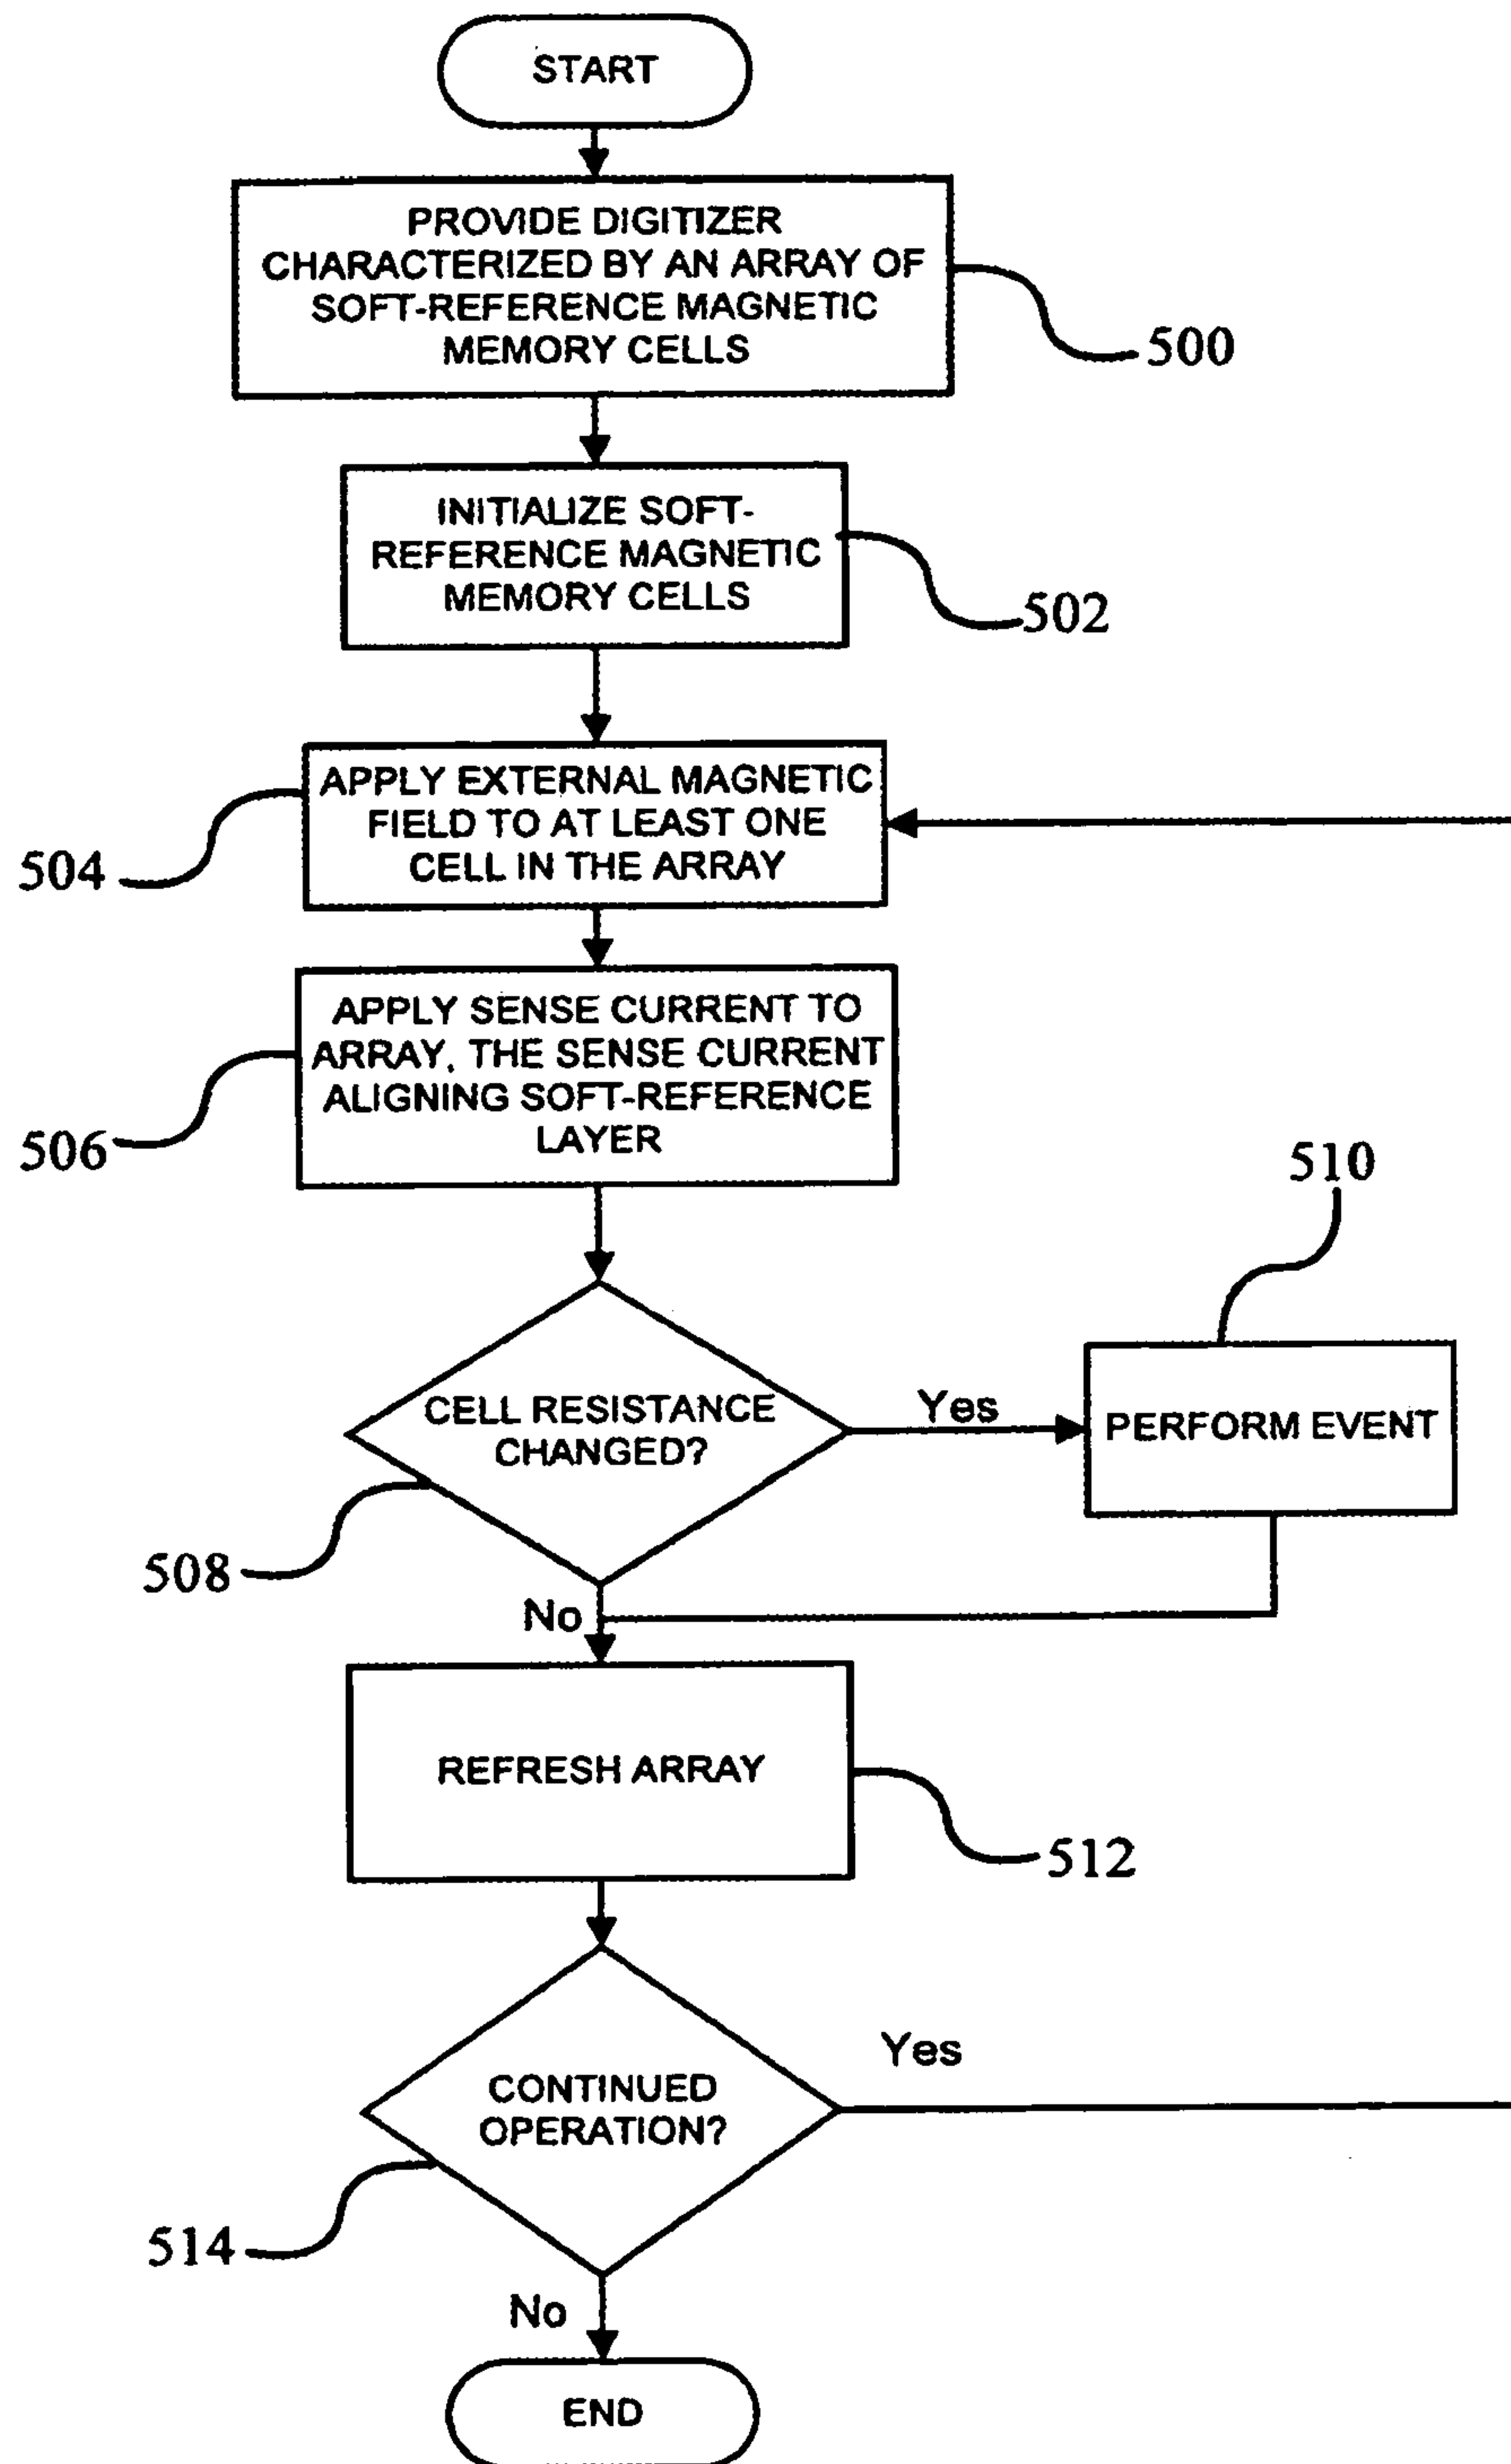 START
PROVIDE DIGITIZER
CHARACTERIZED BY AN ARRAY OF
SOFT-REFERENCE MAGNETIC
MEMORY CELLS
500
INITIALIZE SOFT-
REFERENCE MAGNETIC
MEMORY CELLS
502
APPLY EXTERNAL MAGNETIC
FIELD TO AT LEAST ONE
CELL IN THE ARRAY
504
APPLY SENSE CURRENT TO
ARRAY, THE SENSE CURRENT
ALIGNING SOFT-REFERENCE
LAYER
506
510
CELL RESISTANCE
CHANGED?
Yes
PERFORM EVENT
508
No
REFRESH ARRAY
512
CONTINUED
OPERATION?
Yes
514
No
END